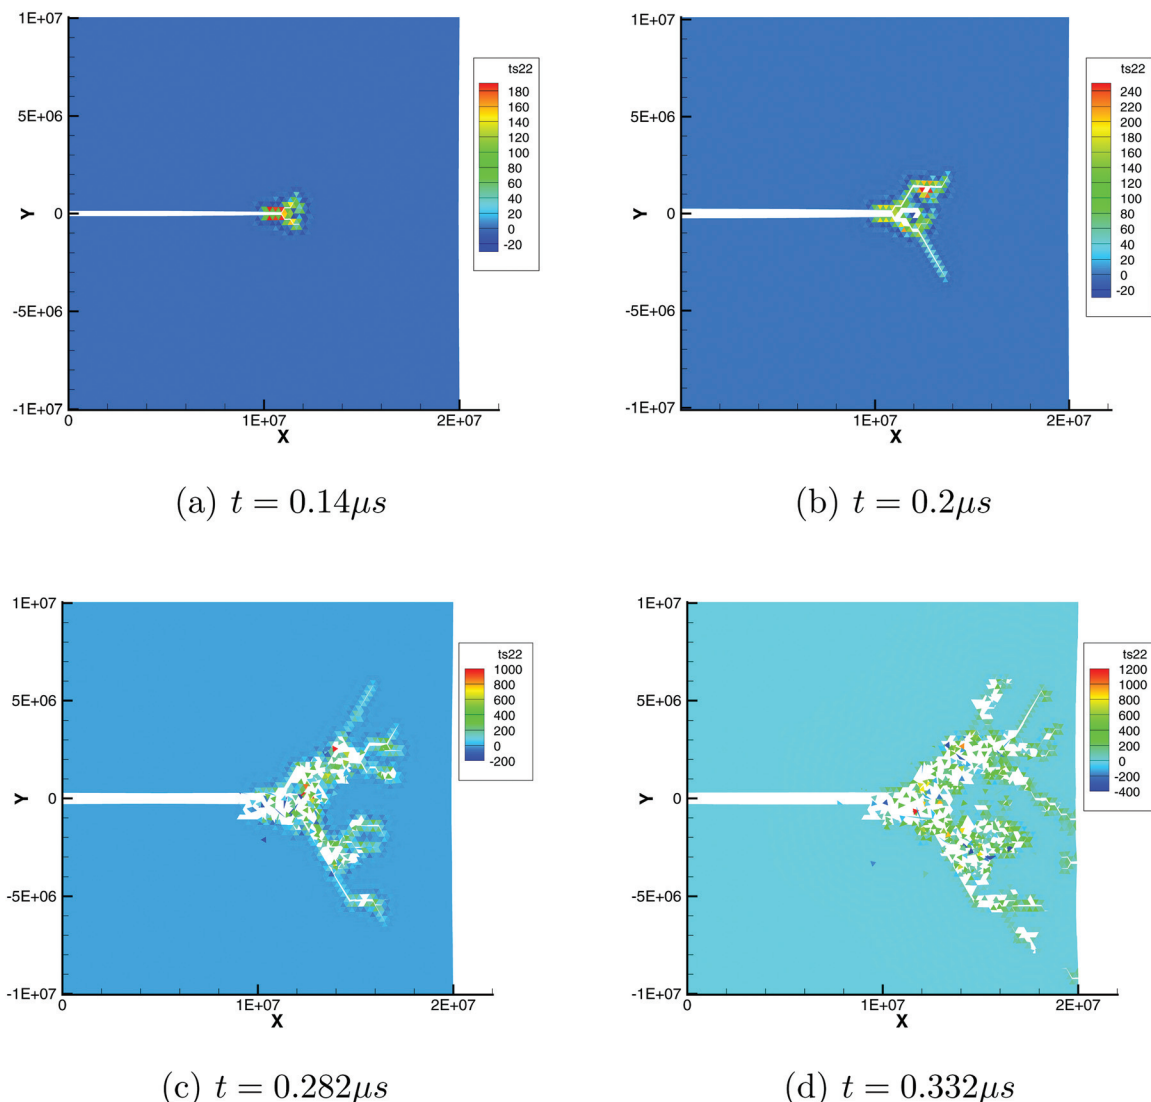 1E+07
5E+06
0
-5E+06
-1E+07
Y
0
1E+07
2E+07
X
ts22
180
160
140
120
100
80
60
40
20
0
-20
(a) t = 0.14μs
1E+07
5E+06
0
-5E+06
-1E+07
Y
1E+07
2E+07
X
ts22
240
220
200
180
160
140
120
100
80
60
40
20
0
-20
(b) t = 0.2μs
1E+07
5E+06
0
-5E+06
-1E+07
Y
0
1E+07
2E+07
X
ts22
1000
800
600
400
200
0
-200
(c) t = 0.282μs
1E+07
5E+06
0
-5E+06
-1E+07
Y
1E+07
2E+07
X
ts22
1200
1000
800
600
400
200
0
-200
-400
(d) t = 0.332μs